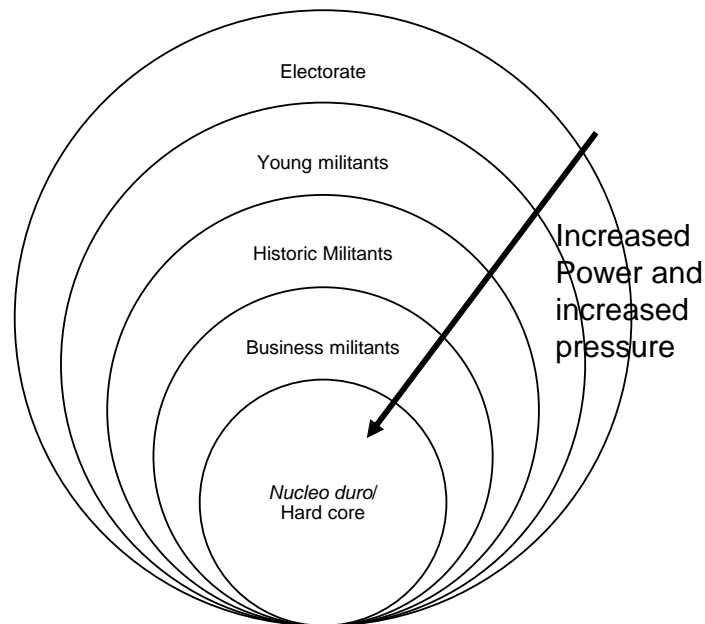 Electorate
Young militants
Historic Militants
Increased
Power and
increased
pressure
Business militants
Nucleo duro/
Hard core